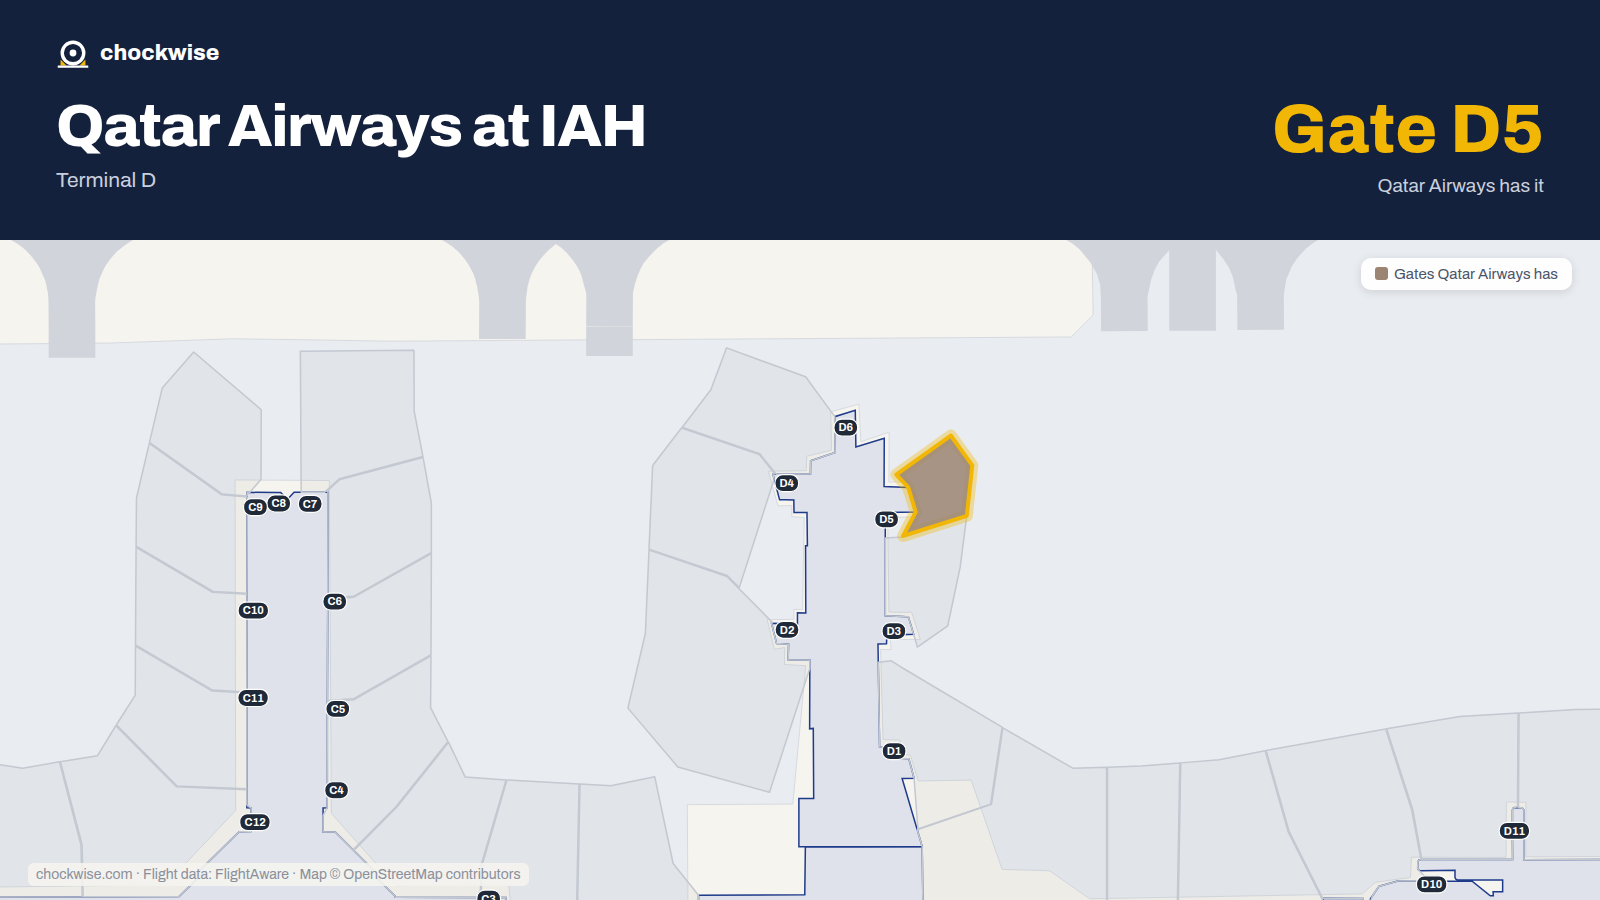 chockwise
Qatar Airways at IAH
Terminal D
Gate D5
Qatar Airways has it
Gates Qatar Airways has
D6
D4
C9
C8
C7
D5
C6
C10
D2
D3
C11
C5
D1
C4
C12
D11
chockwise.com · Flight data: FlightAware · Map © OpenStreetMap contributors
D10
C3